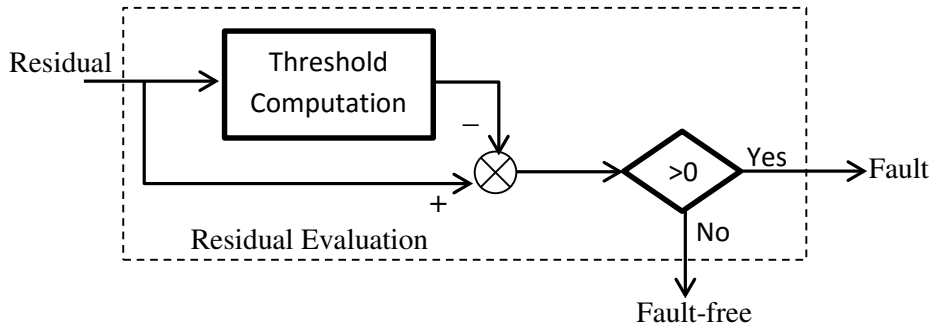 Residual
Threshold
Computation
−
+
>0
Yes
Fault
No
Residual Evaluation
Fault-free